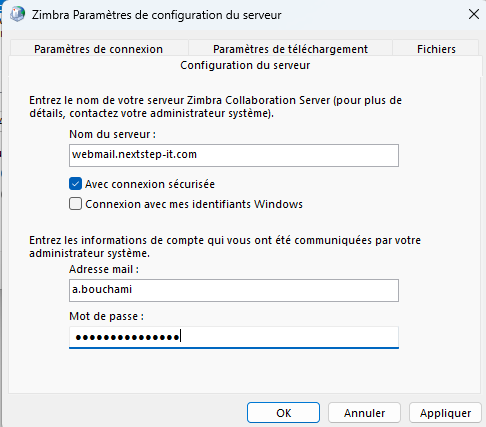 Zimbra Paramètres de configuration du serveur
Paramètres de connexion
Paramètres de téléchargement
Fichiers
Configuration du serveur
Entrez le nom de votre serveur Zimbra Collaboration Server (pour plus de
détails, contactez votre administrateur système).
Nom du serveur :
webmail.nextstep-it.com
Avec connexion sécurisée
Connexion avec mes identifiants Windows
Entrez les informations de compte qui vous ont été communiquées par votre
administrateur système.
Adresse mail :
a.bouchami
Mot de passe :
●●●●●●●●●●●●●●●
OK
Annuler
Appliquer